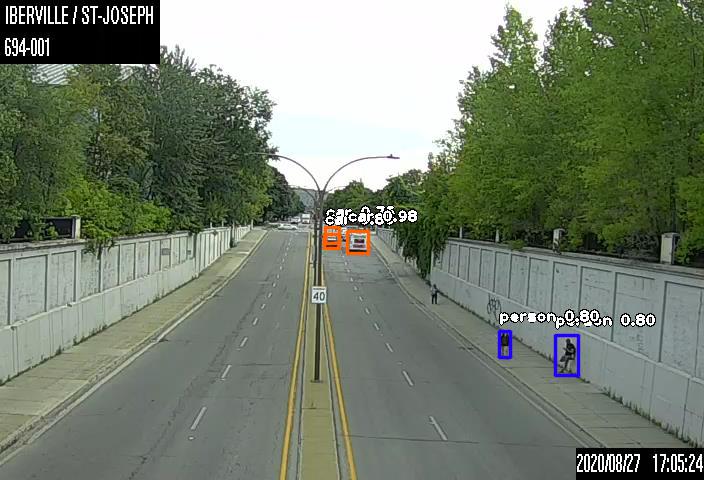 IBERVILLE / ST-JOSEPH
694-001
car 0.98
40
person 0.80
person 0.80
2020/08/27 17:05:24